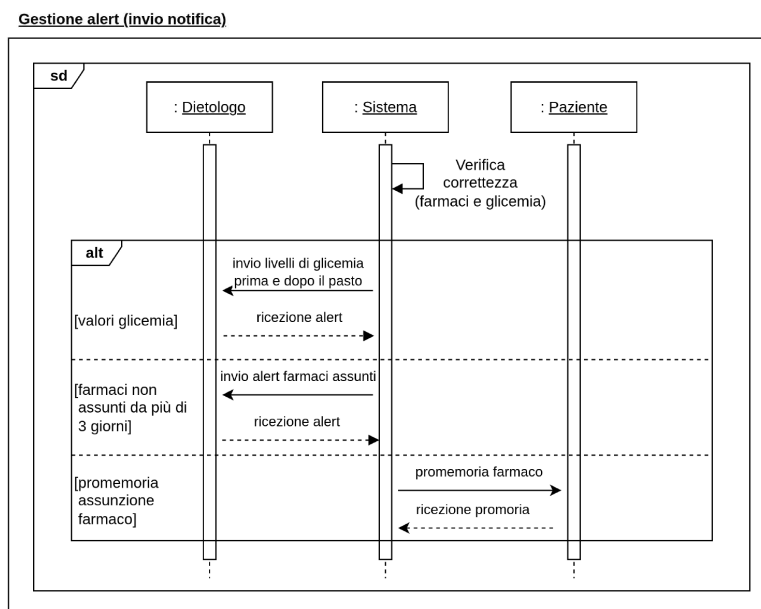 Gestione alert (invio notifica)
sd
: Dietologo
: Sistema
: Paziente
Verifica
correttezza
(farmaci e glicemia)
alt
invio livelli di glicemia
prima e dopo il pasto
[valori glicemia]
ricezione alert
[farmaci non
assunti da più di
3 giorni]
invio alert farmaci assunti
ricezione alert
[promemoria
assunzione
farmaco]
promemoria farmaco
ricezione promoria